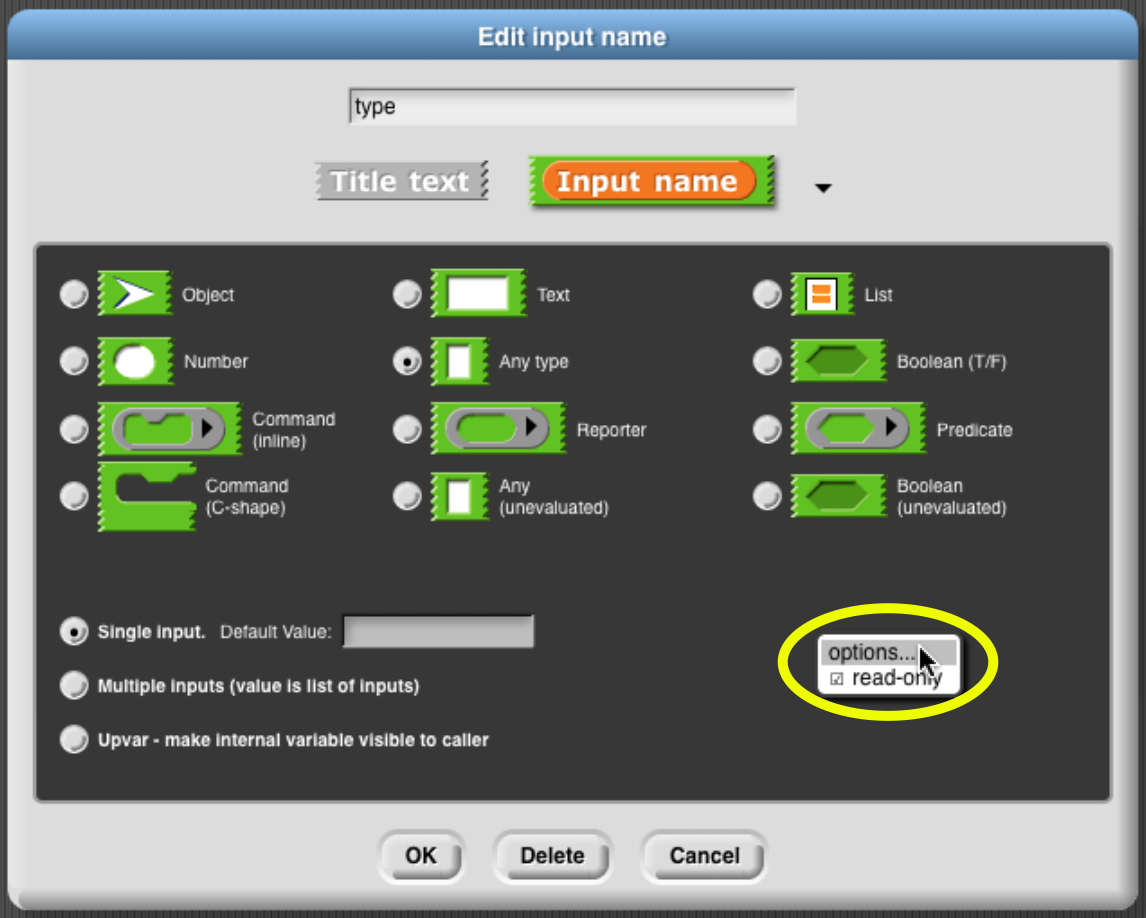 Edit input name
type
Title text
Input name
Object
Text
List
Number
Any type
Boolean (T/F)
Command
(inline)
Reporter
Predicate
Command
(C-shape)
Any
(unevaluated)
Boolean
(unevaluated)
Single input. Default Value:
options...
☑ read-only
Multiple inputs (value is list of inputs)
Upvar - make internal variable visible to caller
OK
Delete
Cancel